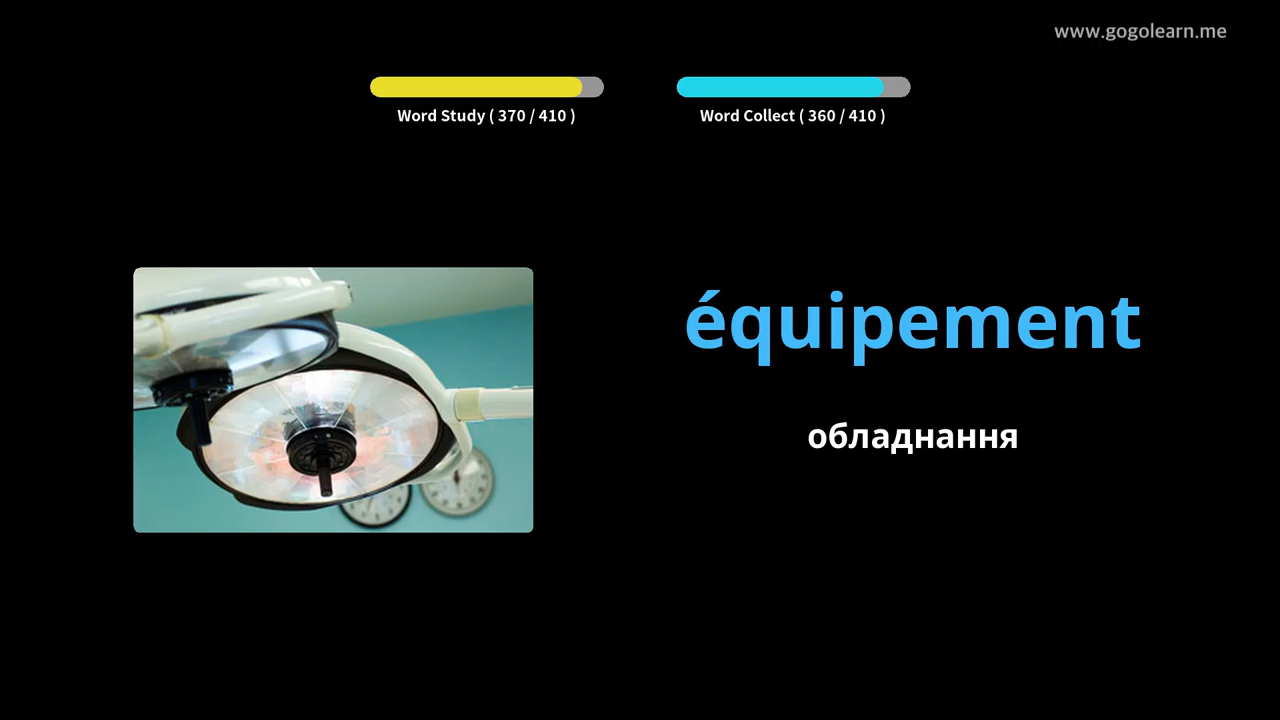 www.gogolearn.me
Word Study ( 370 / 410 )
Word Collect ( 360 / 410 )
équipement
обладнання